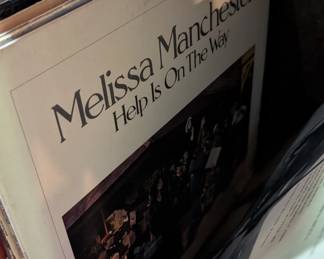 Melissa Manchester
Help Is On The Way